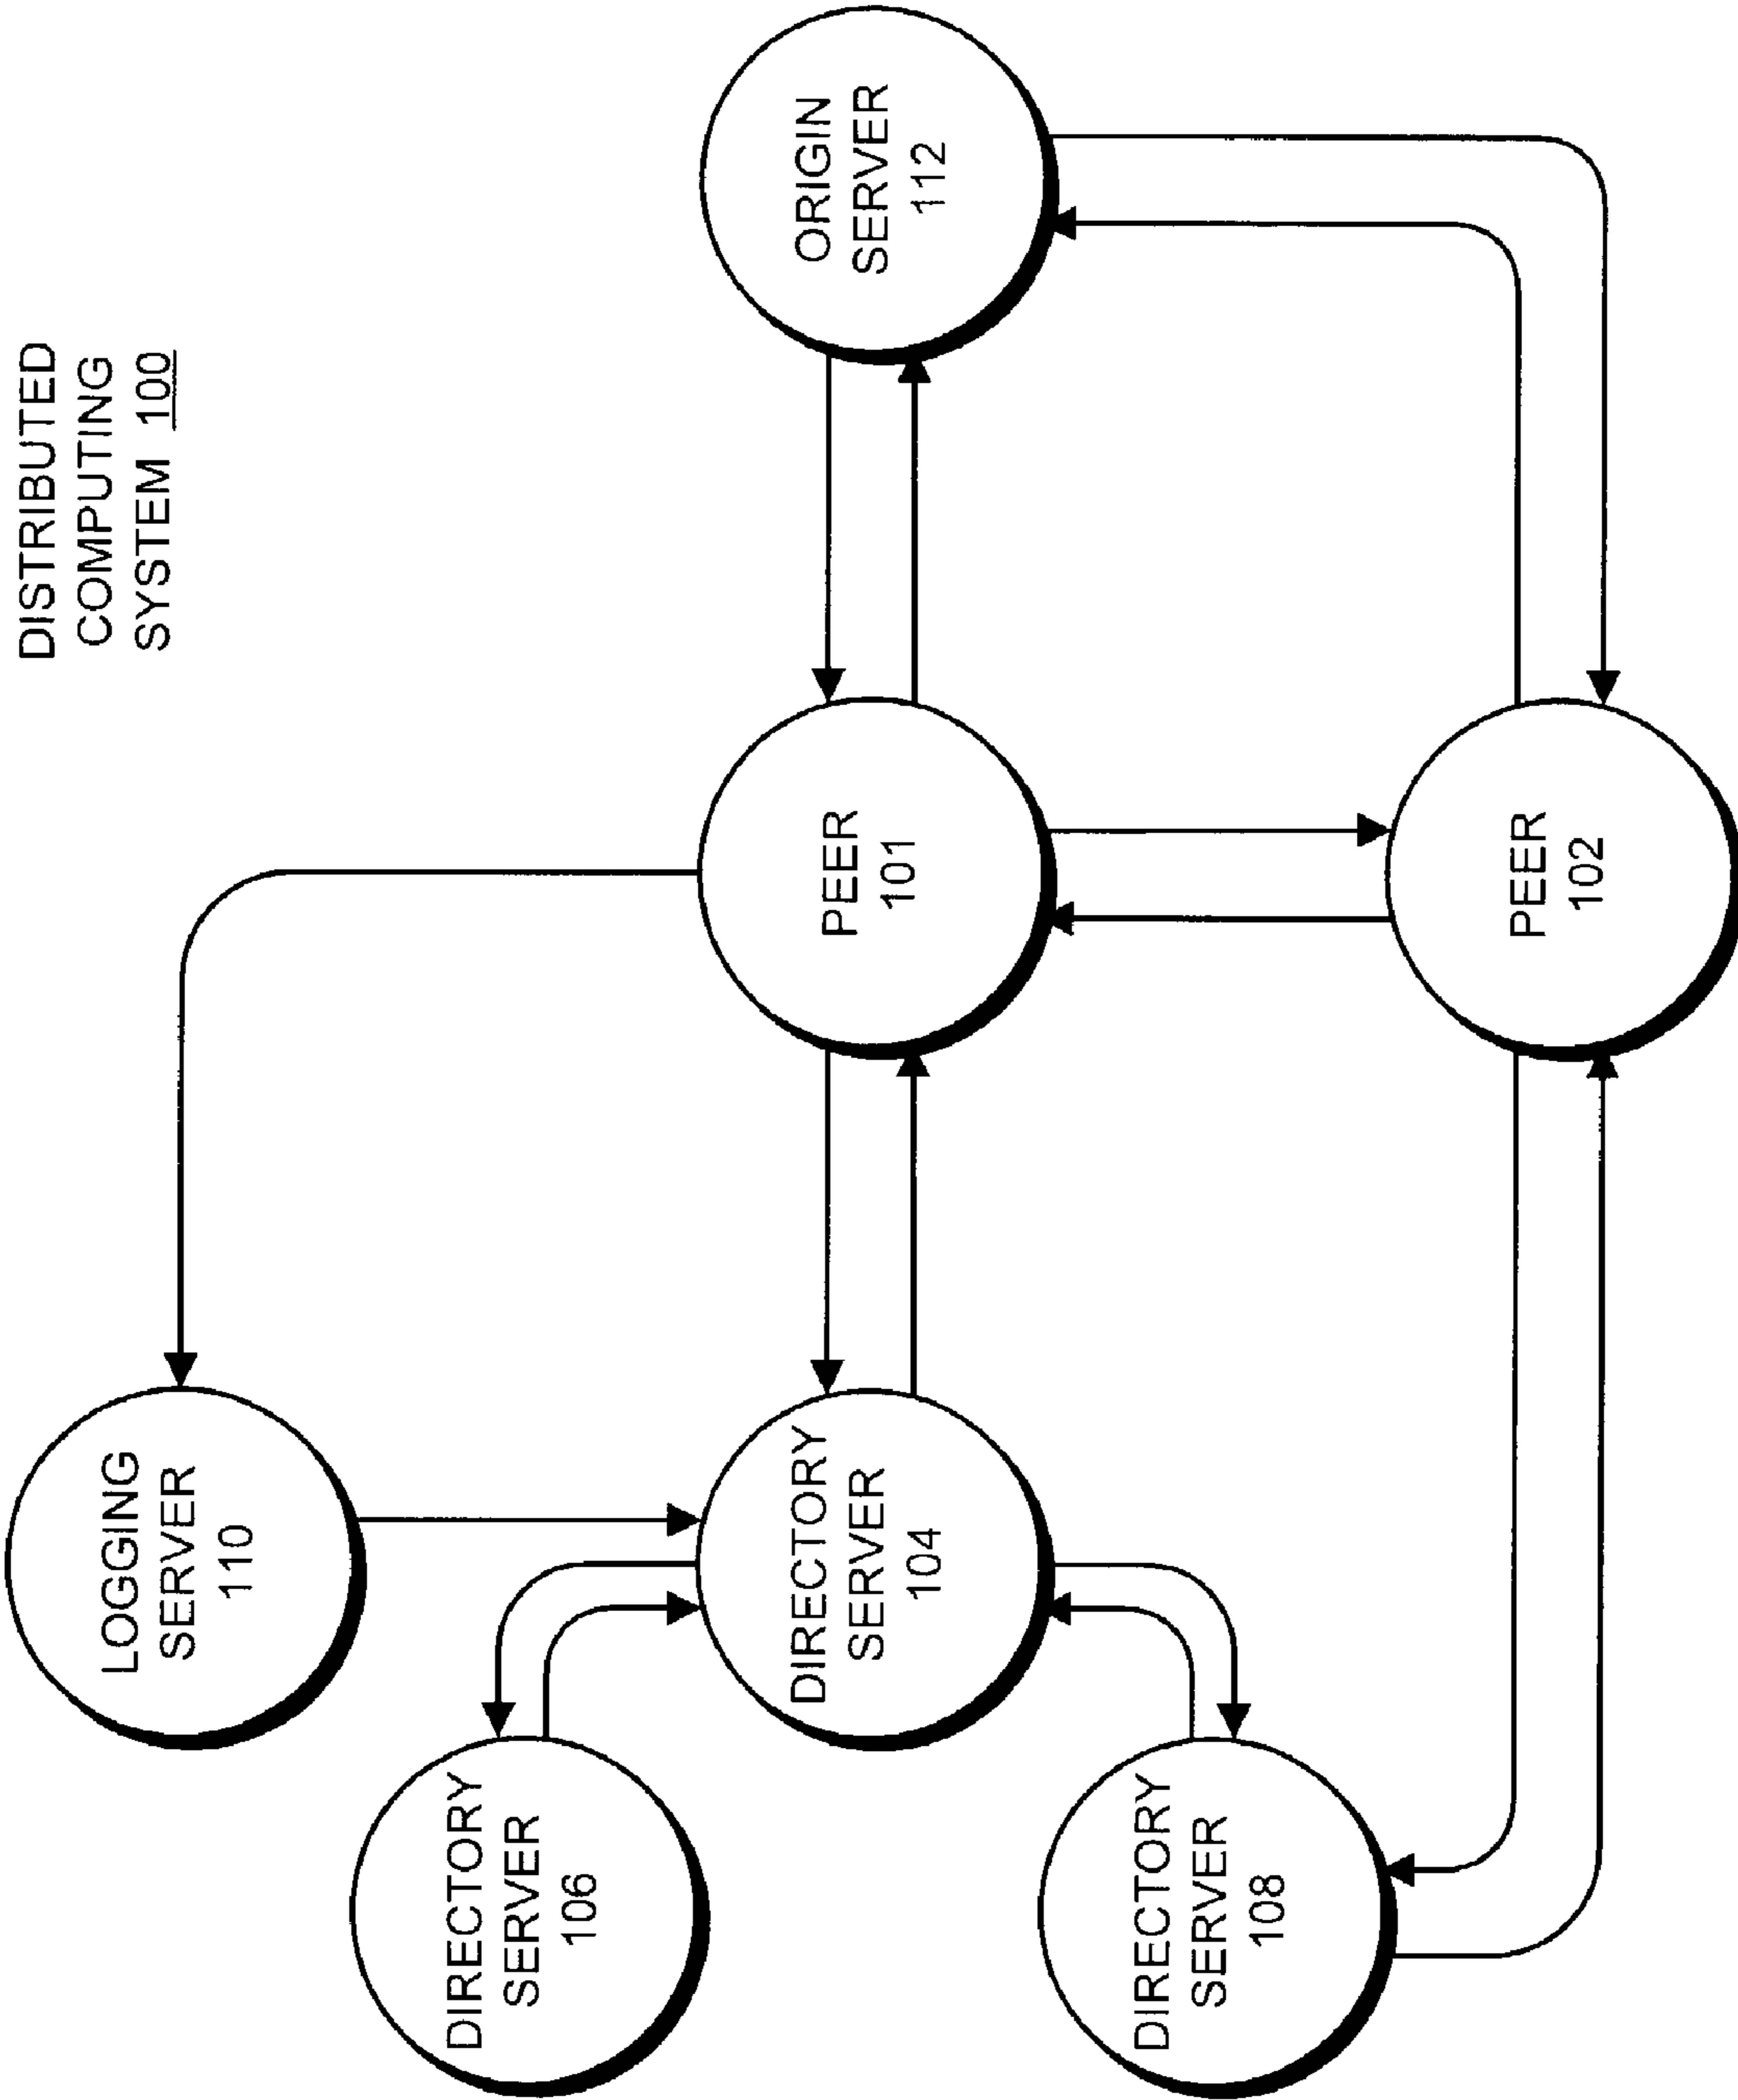 DISTRIBUTED
COMPUTING
SYSTEM 100
LOGGING
SERVER
110
DIRECTORY
SERVER
106
DIRECTORY
SERVER
104
PEER
101
ORIGIN
SERVER
112
DIRECTORY
SERVER
108
PEER
102